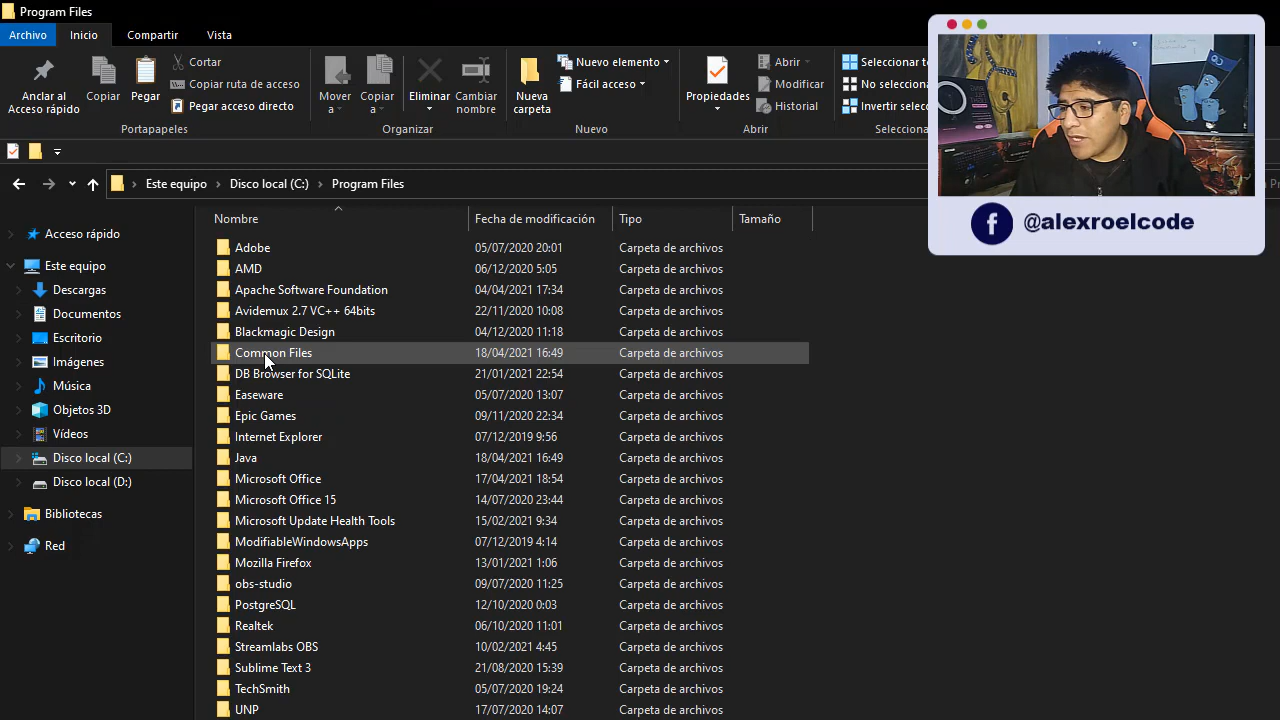 Program Files
Archivo Inicio Compartir Vista
Anclar al Acceso rápido
Copiar
Pegar
Cortar
Copiar ruta de acceso
Pegar acceso directo
Portapapeles
Mover a
Copiar a
Eliminar
Cambiar nombre
Organizar
Nueva carpeta
Nuevo elemento
Fácil acceso
Nuevo
Propiedades
Abrir
Modificar
Historial
Abrir
Seleccionar t
No selecci
Invertir selec
Selecciona
Este equipo > Disco local (C:) > Program Files
@alexroelcode
Acceso rápido
Este equipo
Descargas
Documentos
Escritorio
Imágenes
Música
Objetos 3D
Vídeos
Disco local (C:)
Disco local (D:)
Bibliotecas
Red
Nombre Fecha de modificación Tipo Tamaño
Adobe 05/07/2020 20:01 Carpeta de archivos
AMD 06/12/2020 5:05 Carpeta de archivos
Apache Software Foundation 04/04/2021 17:34 Carpeta de archivos
Avidemux 2.7 VC++ 64bits 22/11/2020 10:08 Carpeta de archivos
Blackmagic Design 04/12/2020 11:18 Carpeta de archivos
Common Files 18/04/2021 16:49 Carpeta de archivos
DB Browser for SQLite 21/01/2021 22:54 Carpeta de archivos
Easeware 05/07/2020 13:07 Carpeta de archivos
Epic Games 09/11/2020 22:34 Carpeta de archivos
Internet Explorer 07/12/2019 9:56 Carpeta de archivos
Java 18/04/2021 16:49 Carpeta de archivos
Microsoft Office 17/04/2021 18:54 Carpeta de archivos
Microsoft Office 15 14/07/2020 23:44 Carpeta de archivos
Microsoft Update Health Tools 15/02/2021 9:34 Carpeta de archivos
ModifiableWindowsApps 07/12/2019 4:14 Carpeta de archivos
Mozilla Firefox 13/01/2021 1:06 Carpeta de archivos
obs-studio 09/07/2020 11:25 Carpeta de archivos
PostgreSQL 12/10/2020 0:03 Carpeta de archivos
Realtek 06/10/2020 11:01 Carpeta de archivos
Streamlabs OBS 10/02/2021 4:45 Carpeta de archivos
Sublime Text 3 21/08/2020 15:39 Carpeta de archivos
TechSmith 05/07/2020 19:24 Carpeta de archivos
UNP 17/07/2020 14:07 Carpeta de archivos